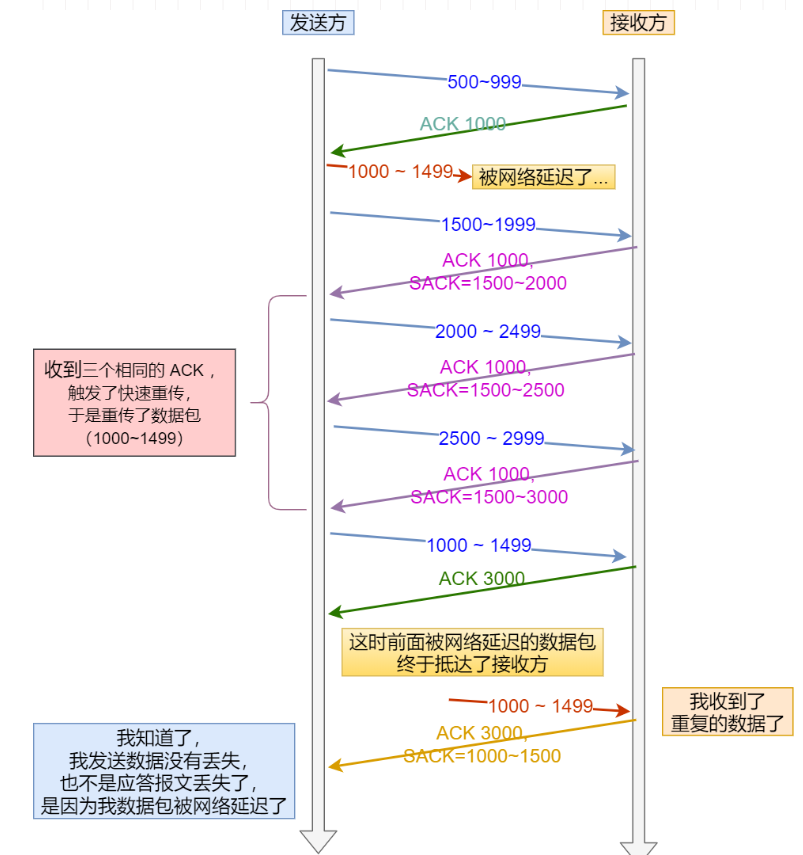 发送方
接收方
500~999
ACK 1000
1000 ~ 1499
被网络延迟了...
1500~1999
ACK 1000,
SACK=1500~2000
2000 ~ 2499
ACK 1000,
SACK=1500~2500
收到三个相同的 ACK，
触发了快速重传，
于是重传了数据包
（1000~1499）
2500 ~ 2999
ACK 1000,
SACK=1500~3000
1000 ~ 1499
ACK 3000
这时前面被网络延迟的数据包
终于抵达了接收方
1000 ~ 1499
我收到了
重复的数据了
ACK 3000,
SACK=1000~1500
我知道了，
我发送数据没有丢失，
也不是应答报文丢失了，
是因为我数据包被网络延迟了